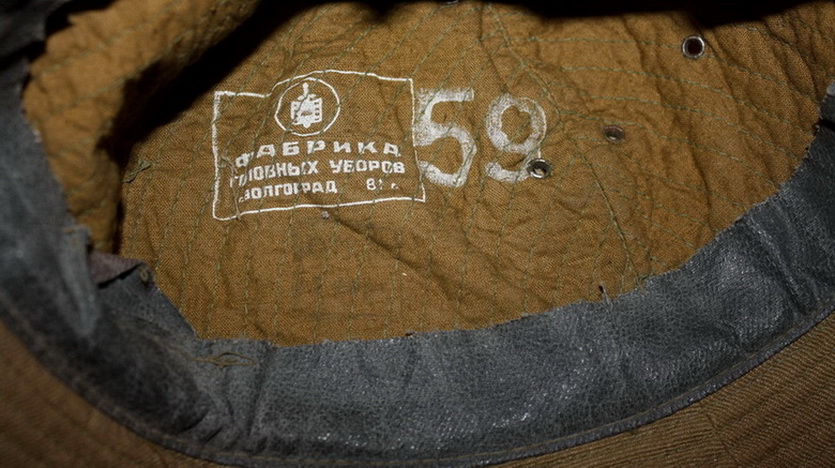 ФАБРИКА
ГОЛОВНЫХ УБОРОВ
г.ВОЛГОГРАД 81 г.
59